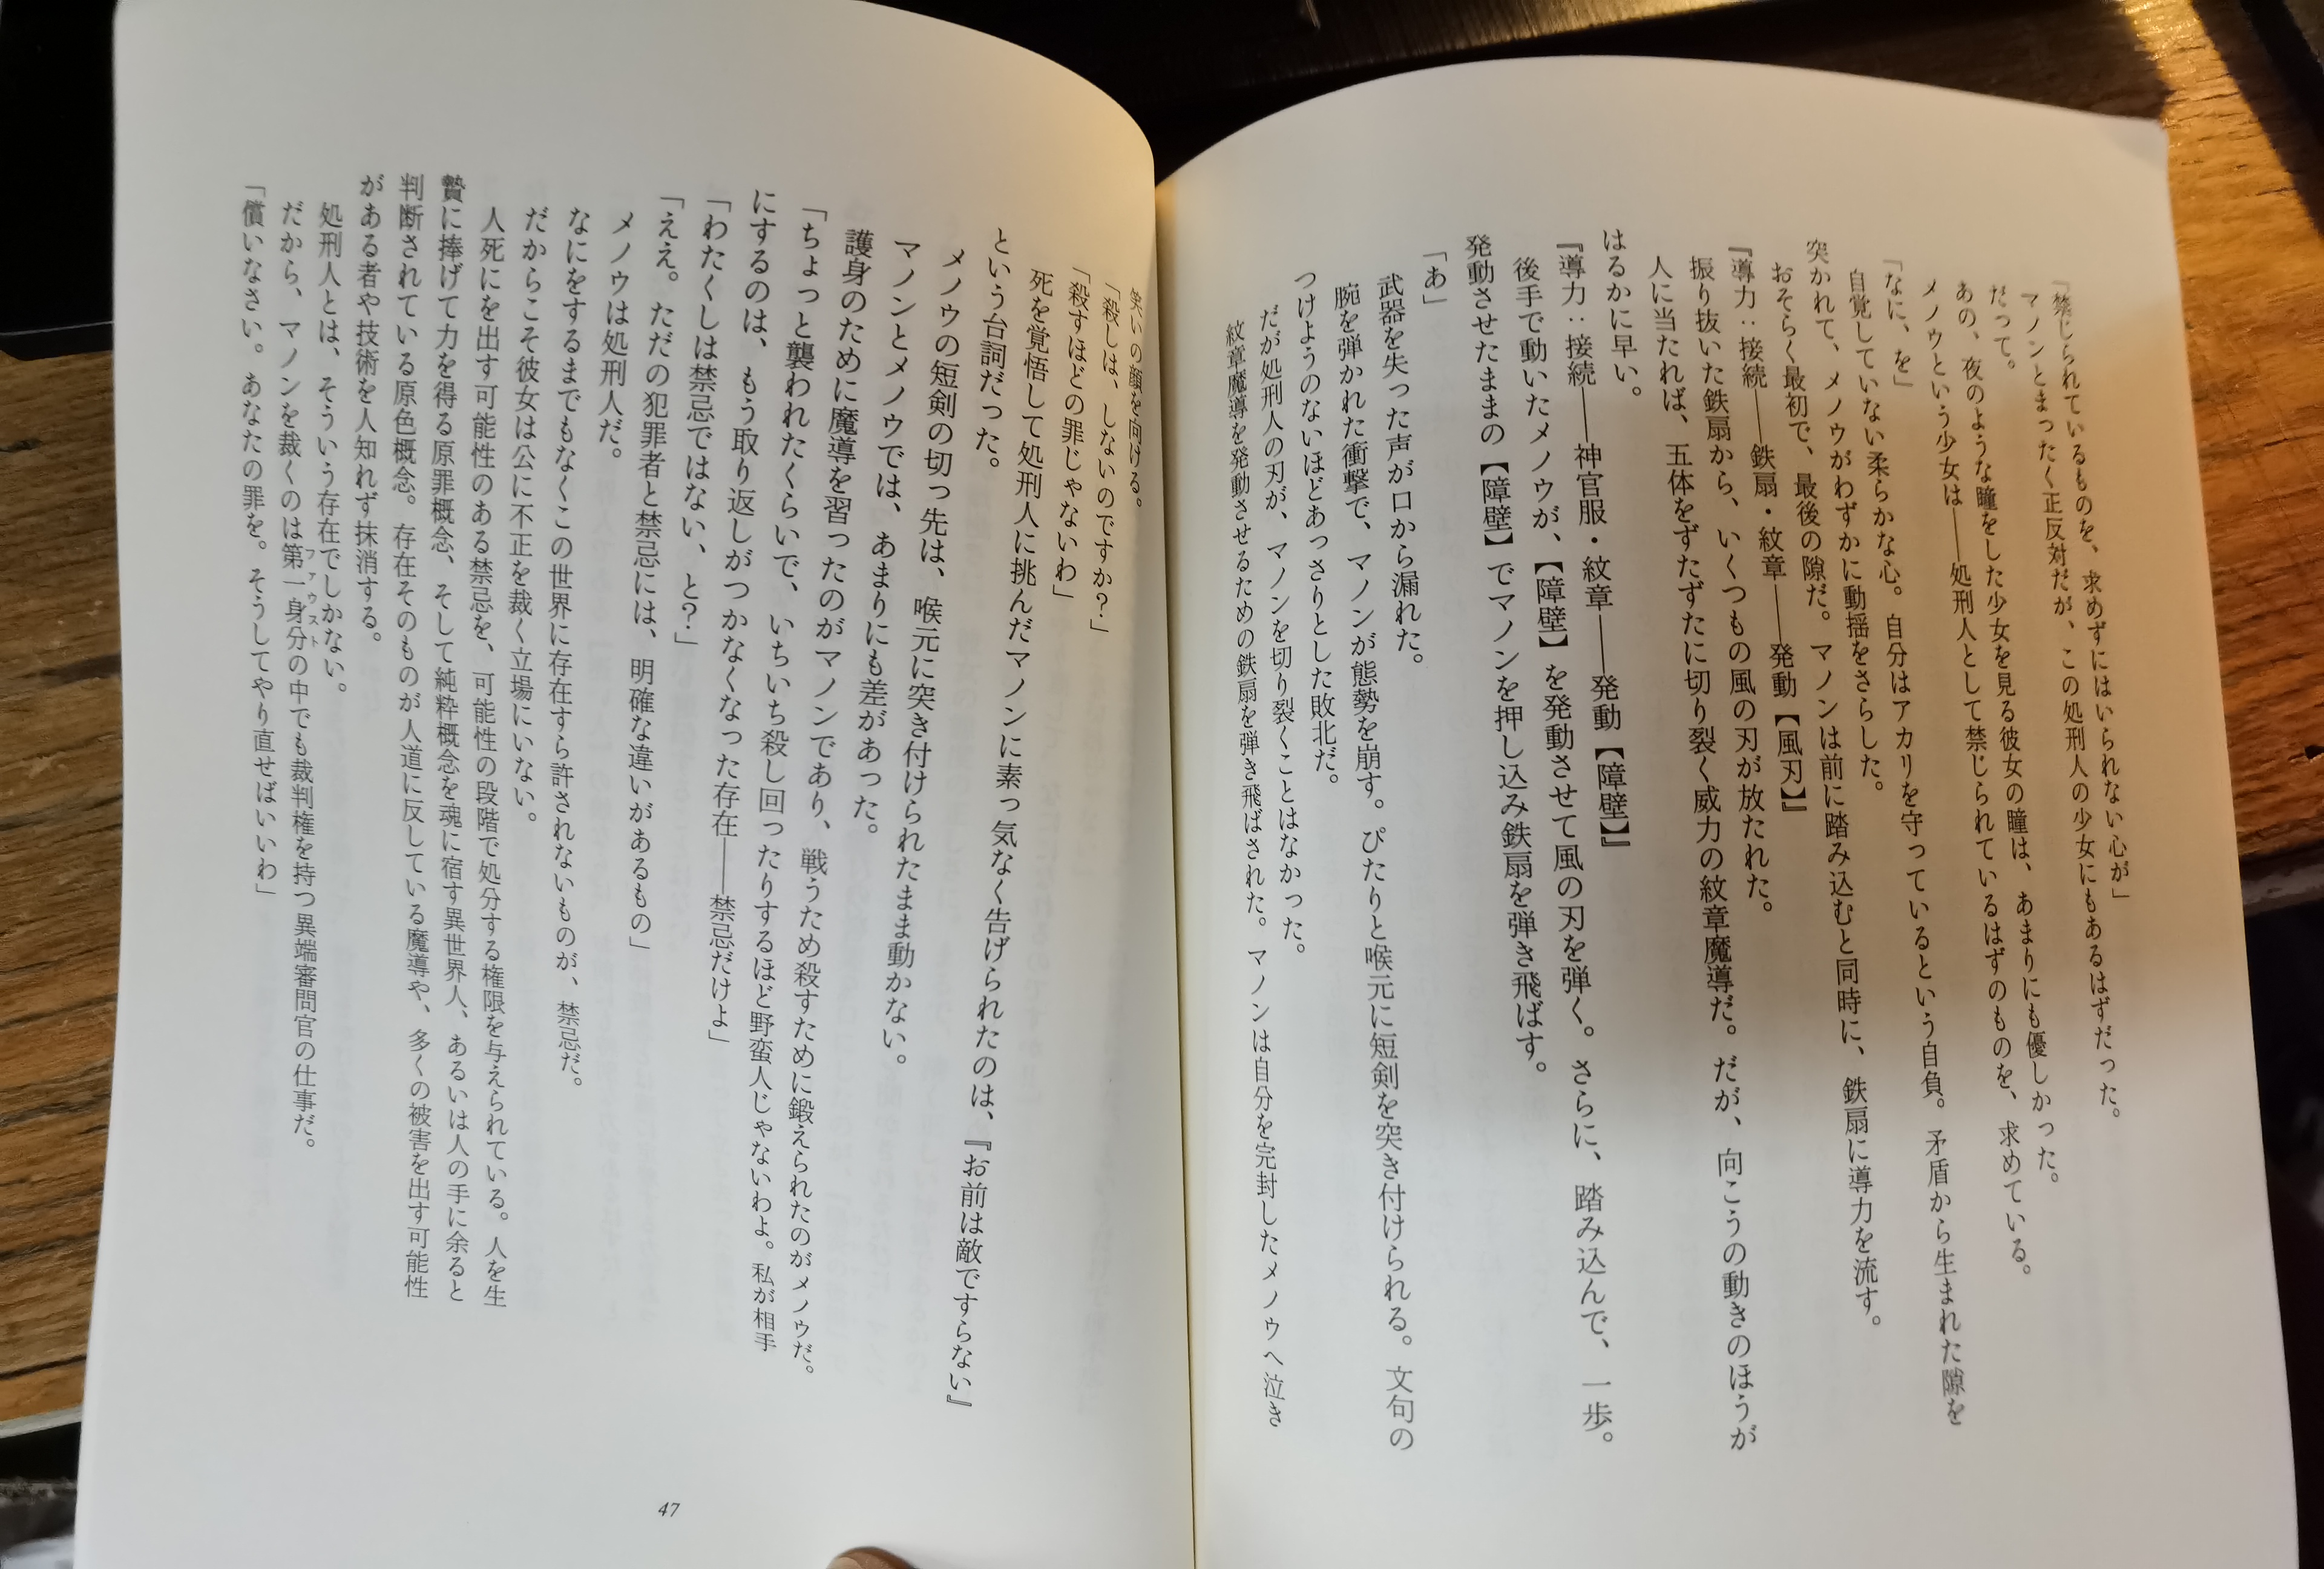 「禁じられているものを、求めずにはいられない心が」
マノンとまったく正反対だが、この処刑人の少女にもあるはずだった。
だって。
あの、夜のような瞳をした少女を見る彼女の瞳は、あまりにも優しかった。
メノウという少女は――処刑人として禁じられているはずのものを、求めている。
「なに、を」
自覚していない柔らかな心。自分はアカリを守っているという自負。矛盾から生まれた隙を
突かれて、メノウがわずかに動揺をさらした。
おそらく最初で、最後の隙だ。マノンは前に踏み込むと同時に、鉄扇に導力を流す。
『導力：接続――鉄扇・紋章――発動【風刃】』
振り抜いた鉄扇から、いくつもの風の刃が放たれた。
人に当たれば、五体をずたずたに切り裂く威力の紋章魔導だ。だが、向こうの動きのほうが
はるかに早い。
『導力：接続――神官服・紋章――発動【障壁】』
後手で動いたメノウが、【障壁】を発動させて風の刃を弾く。さらに、踏み込んで、一歩。
発動させたままの【障壁】でマノンを押し込み鉄扇を弾き飛ばす。
「あ」
武器を失った声が口から漏れた。
腕を弾かれた衝撃で、マノンが態勢を崩す。ぴたりと喉元に短剣を突き付けられる。文句の
つけようのないほどあっさりとした敗北だ。
だが処刑人の刃が、マノンを切り裂くことはなかった。
紋章魔導を発動させるための鉄扇を弾き飛ばされた。マノンは自分を完封したメノウへ泣き
笑いの顔を向ける。
「殺しは、しないのですか？」
「殺すほどの罪じゃないわ」
死を覚悟して処刑人に挑んだマノンに素っ気なく告げられたのは、『お前は敵ですらない』
という台詞だった。
メノウの短剣の切っ先は、喉元に突き付けられたまま動かない。
マノンとメノウでは、あまりにも差があった。
護身のために魔導を習ったのがマノンであり、戦うため殺すために鍛えられたのがメノウだ。
「ちょっと襲われたくらいで、いちいち殺し回ったりするほど野蛮人じゃないわよ。私が相手
にするのは、もう取り返しがつかなくなった存在――禁忌だけよ」
「わたくしは禁忌ではない、と？」
「ええ。ただの犯罪者と禁忌には、明確な違いがあるもの」
メノウは処刑人だ。
なにをするまでもなくこの世界に存在すら許されないものが、禁忌だ。
だからこそ彼女は公に不正を裁く立場にいない。
人死にを出す可能性のある禁忌を、可能性の段階で処分する権限を与えられている。人を生
贄に捧げて力を得る原罪概念、そして純粋概念を魂に宿す異世界人、あるいは人の手に余ると
判断されている原色概念。存在そのものが人道に反している魔導や、多くの被害を出す可能性
がある者や技術を人知れず抹消する。
処刑人とは、そういう存在でしかない。
だから、マノンを裁くのは第一身分の中でも裁判権を持つ異端審問官の仕事だ。
ファウスト
「償いなさい。あなたの罪を。そうしてやり直せばいいわ」
47